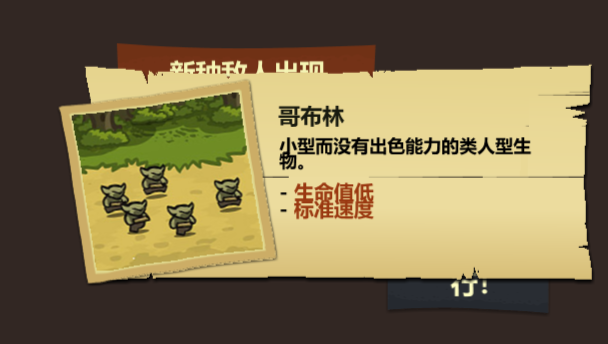 新种敌人出现
哥布林
小型而没有出色能力的类人型生
物。
- 生命值低
- 标准速度
行!